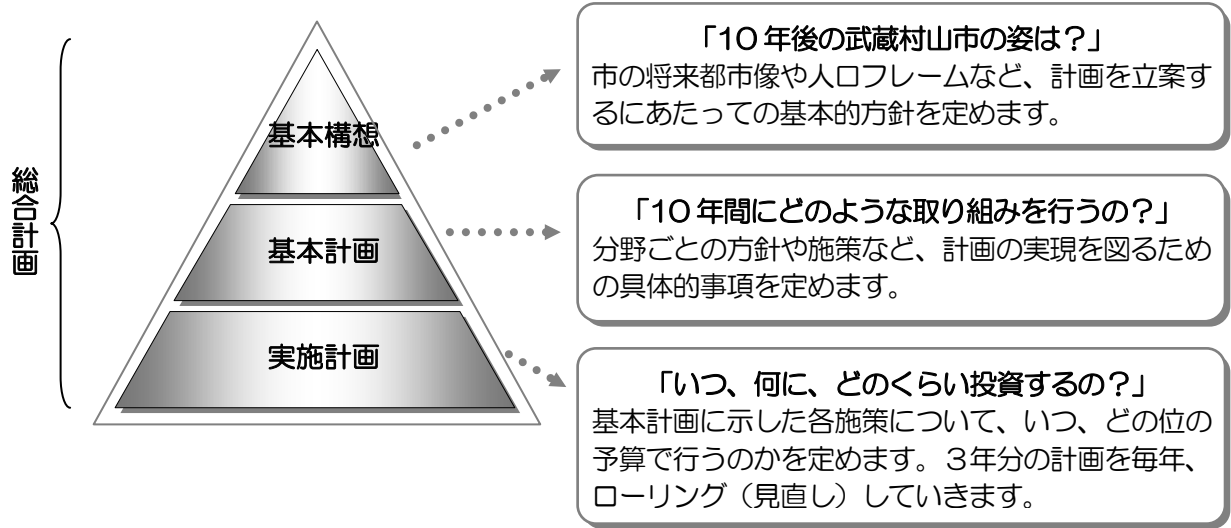 総合計画
基本構想
「10年後の武蔵村山市の姿は？」
市の将来都市像や人口フレームなど、計画を立案す
るにあたっての基本的方針を定めます。
基本計画
「10年間にどのような取り組みを行うの？」
分野ごとの方針や施策など、計画の実現を図るため
の具体的事項を定めます。
実施計画
「いつ、何に、どのくらい投資するの？」
基本計画に示した各施策について、いつ、どの位の
予算で行うのかを定めます。３年分の計画を毎年、
ローリング（見直し）していきます。